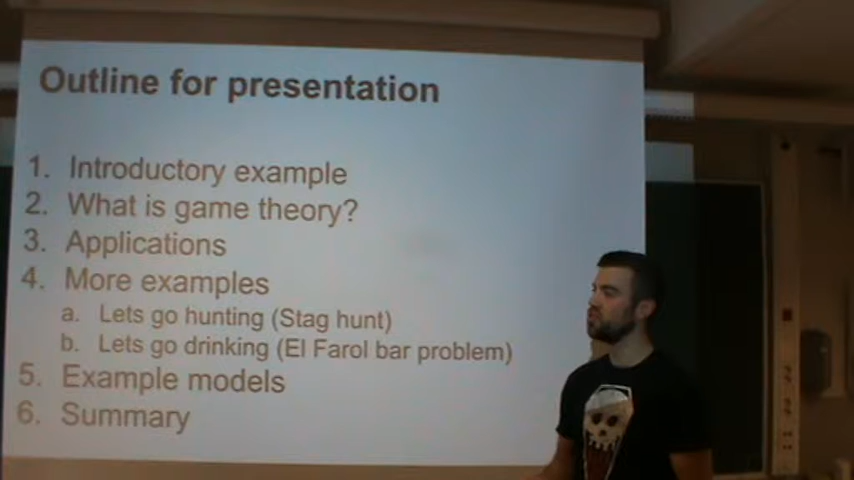 Outline for presentation
1. Introductory example
2. What is game theory?
3. Applications
4. More examples
a. Lets go hunting (Stag hunt)
b. Lets go drinking (El Farol bar problem)
5. Example models
6. Summary